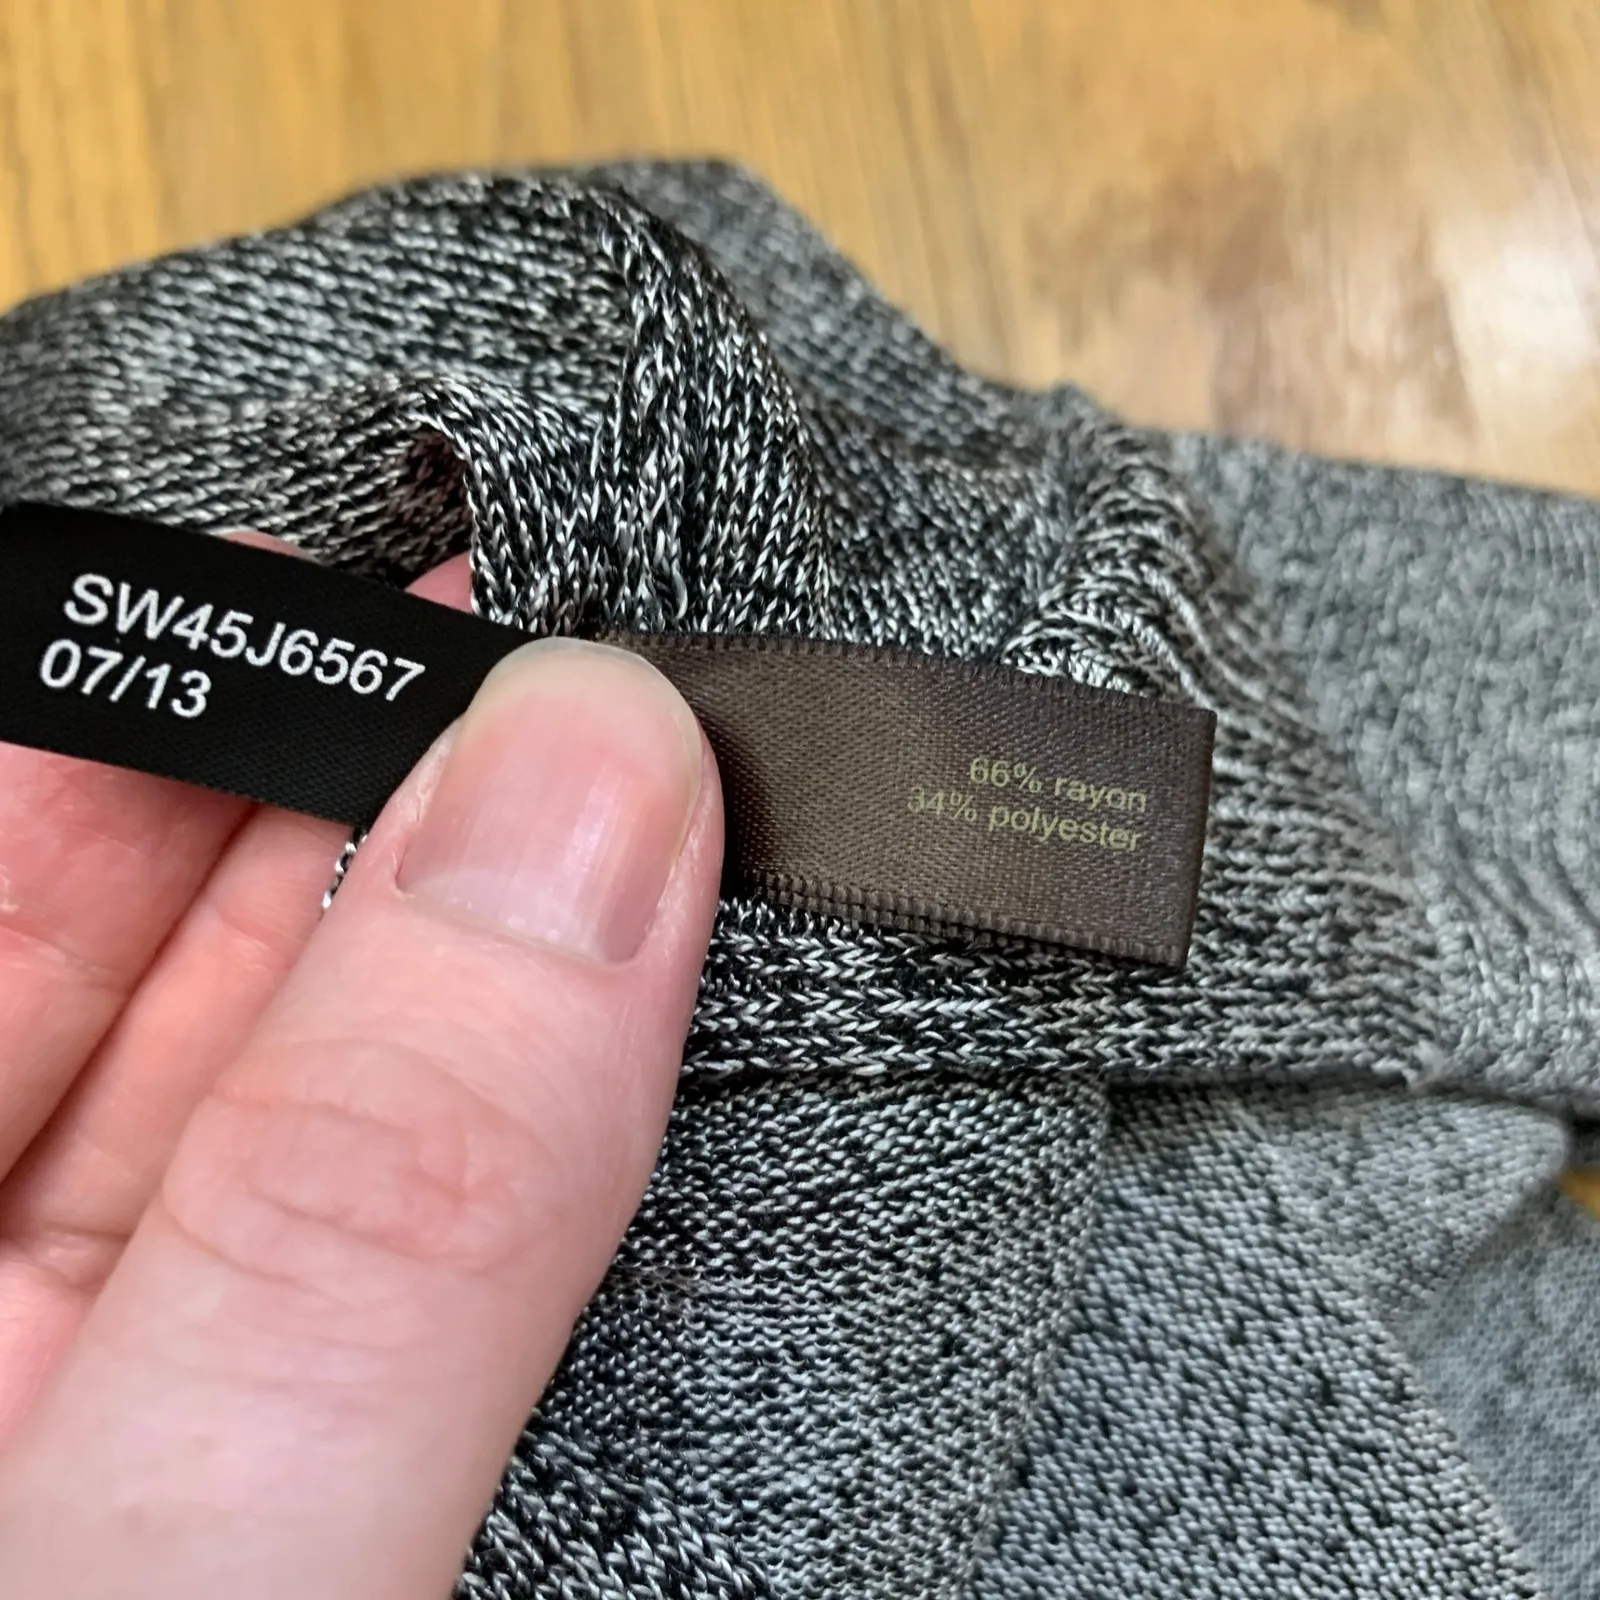 SW45J6567
07/13
66% rayon
34% polyester